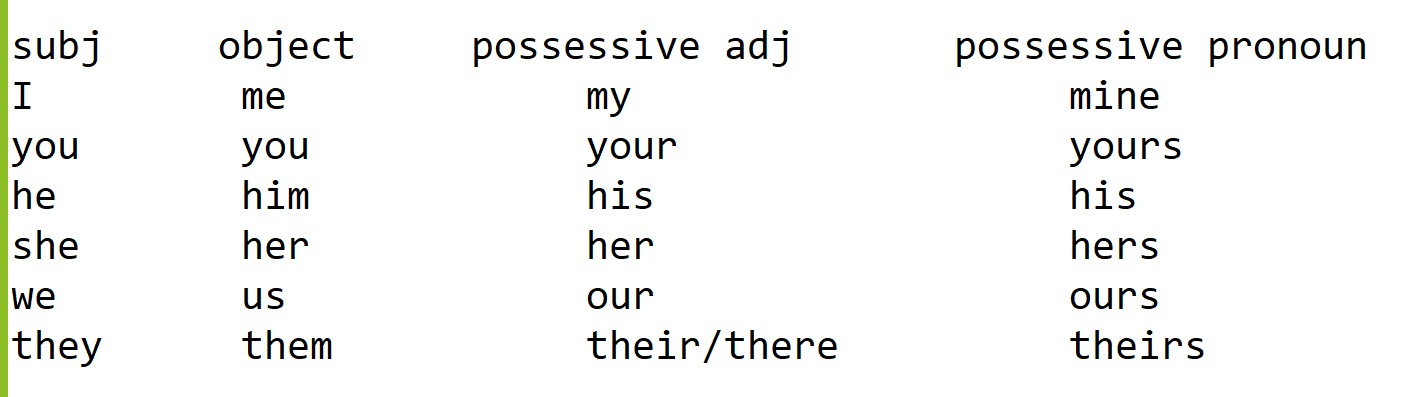 subj object possessive adj possessive pronoun
I me my mine
you you your yours
he him his his
she her her hers
we us our ours
they them their/there theirs